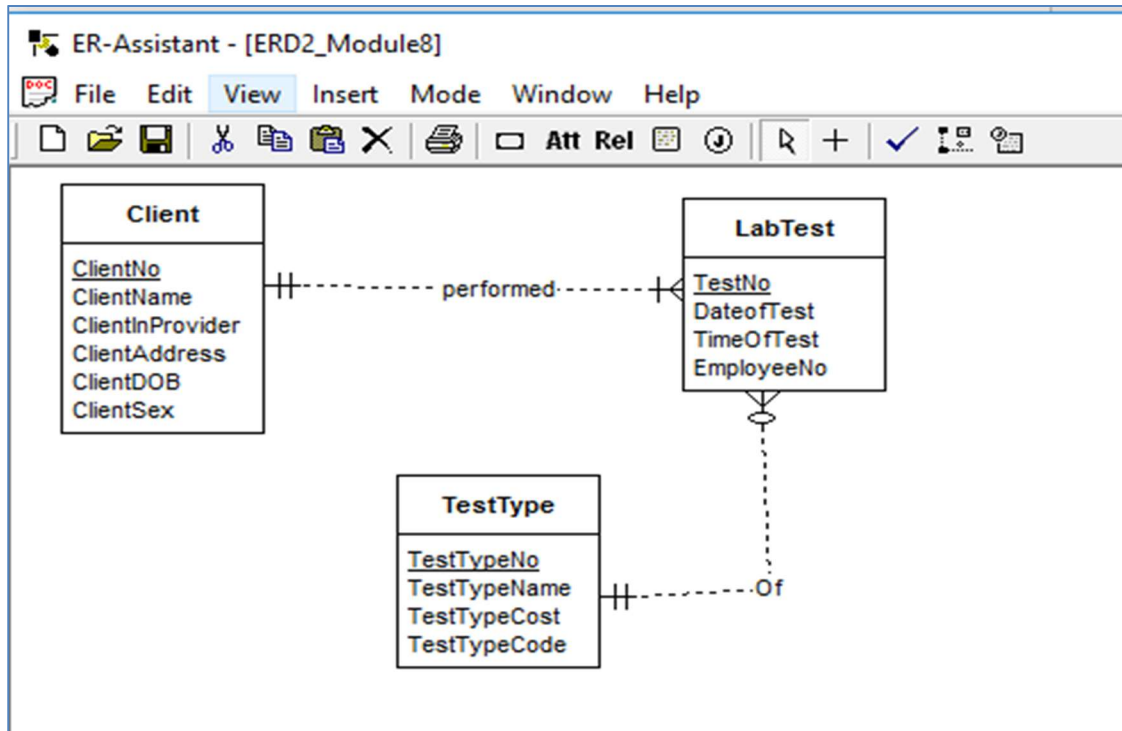 ER-Assistant - [ERD2_Module8]
DOC File Edit View Insert Mode Window Help
Att Rel J
Client
ClientNo
ClientName
ClientInProvider
ClientAddress
ClientDOB
ClientSex
performed
LabTest
TestNo
DateofTest
TimeOfTest
EmployeeNo
TestType
TestTypeNo
TestTypeName
TestTypeCost
TestTypeCode
Of